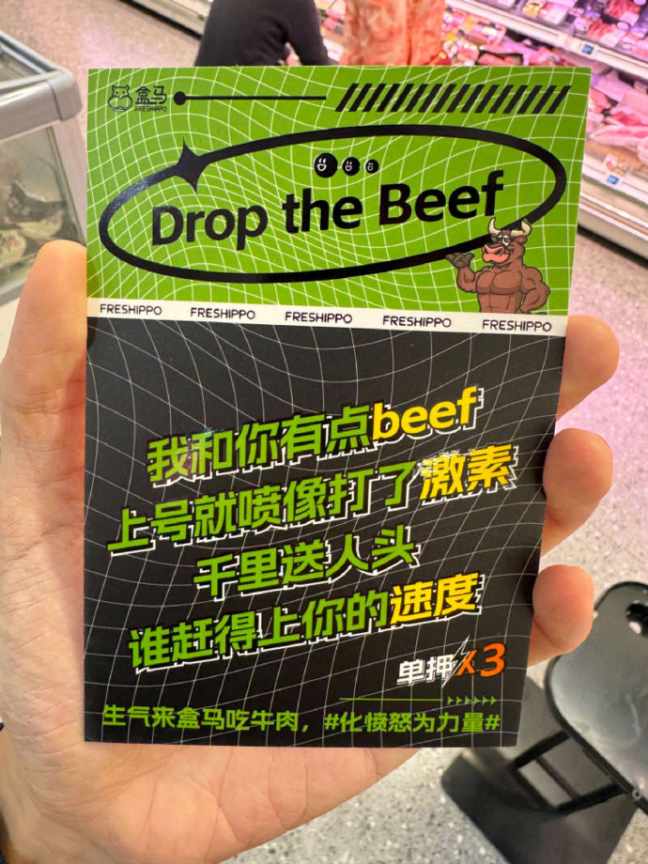 盒马
FRESHIPPO
Drop the Beef
FRESHIPPO FRESHIPPO FRESHIPPO FRESHIPPO FRESHIPPO
我和你有点beef
上号就喷像打了激素
千里送人头
谁赶得上你的速度
单押X3
生气来盒马吃牛肉，#化愤怒为力量#